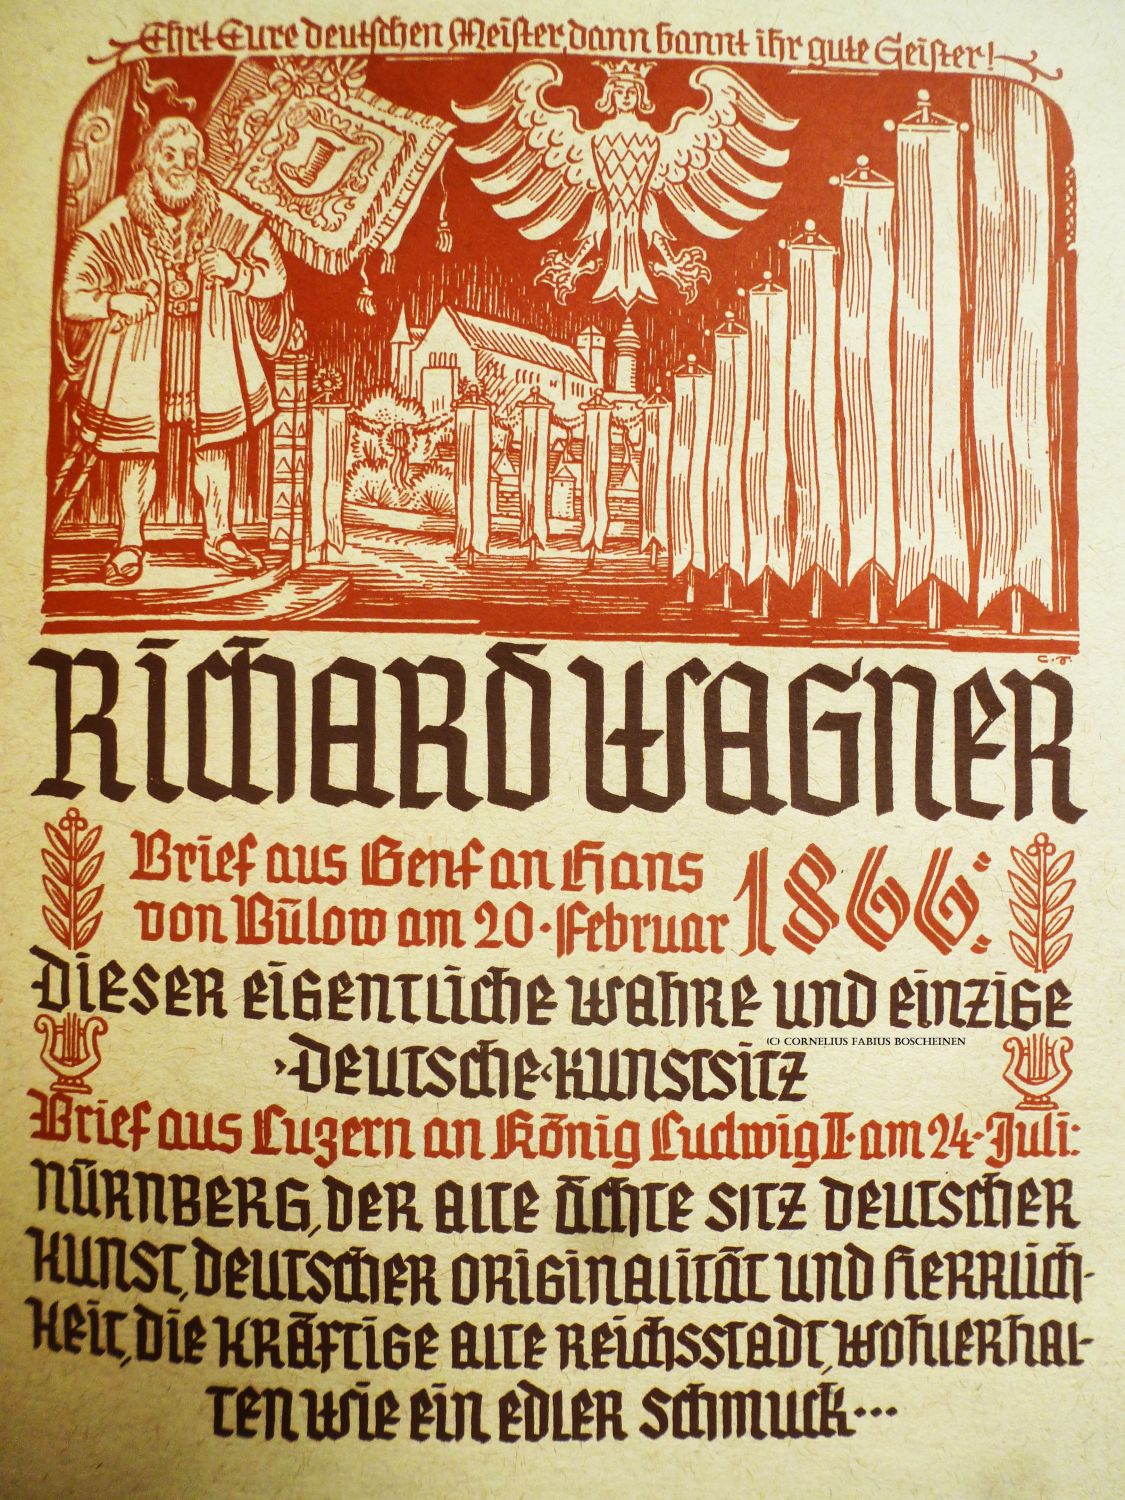 Ehrt Eure deutschen Meister, dann bannt ihr gute Geister!
C.S.
RICHARD WAGNER
Brief aus Genf an Hans
von Bülow am 20. Februar 1866:
DIESER EIGENTLICHE WAHRE UND EINZIGE
(C) CORNELIUS FABIUS BOSCHEINEN
›DEUTSCHE‹ KUNSTSITZ
Brief aus Luzern an König Ludwig II. am 24. Juli:
NÜRNBERG, DER ALTE ÄCHTE SITZ DEUTSCHER
KUNST, DEUTSCHER ORIGINALITÄT UND HERRLICH-
KEIT, DIE KRÄFTIGE ALTE REICHSSTADT, WOHLERHAL-
TEN WIE EIN EDLER SCHMUCK...